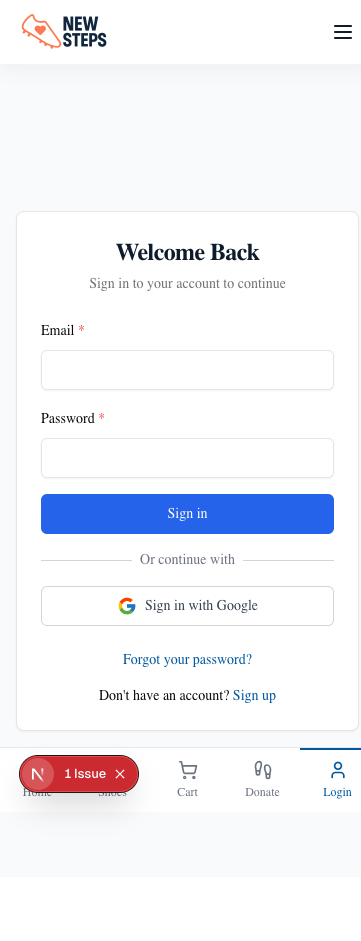 NEW
STEPS
Welcome Back
Sign in to your account to continue
Email *
Password *
Sign in
Or continue with
Sign in with Google
Forgot your password?
Don't have an account? Sign up
N 1 Issue
Home Shoes Cart Donate Login